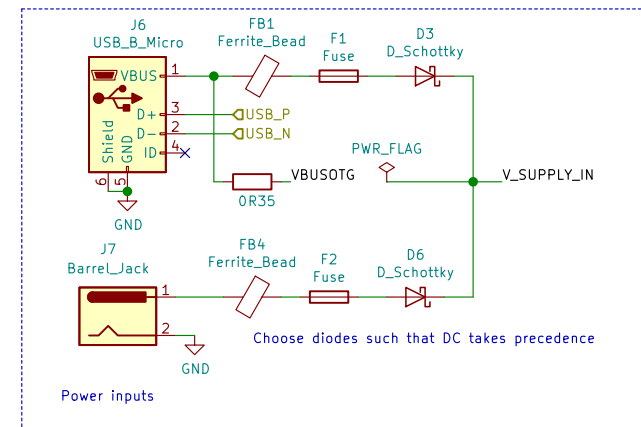 J6
USB_B_Micro
VBUS
1
D+
3
D-
2
ID
4
Shield
GND
6
5
GND
FB1
Ferrite_Bead
F1
Fuse
D3
D_Schottky
USB_P
USB_N
PWR_FLAG
VBUSOTG
0R35
V_SUPPLY_IN
J7
Barrel_Jack
1
2
GND
FB4
Ferrite_Bead
F2
Fuse
D6
D_Schottky
Choose diodes such that DC takes precedence
Power inputs